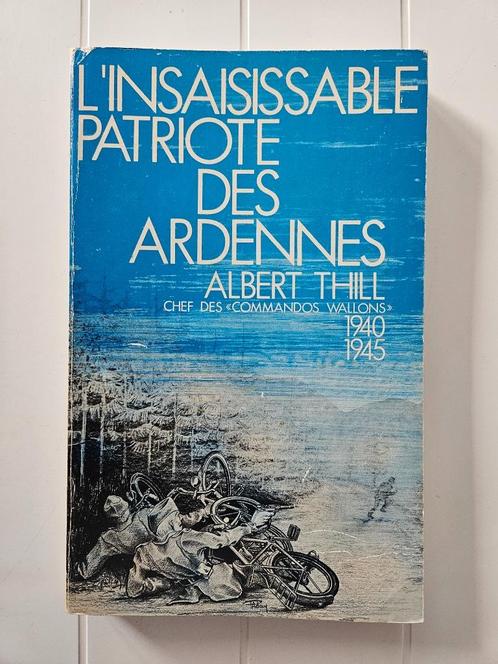 L'INSAISISSABLE
PATRIOTE
DES
ARDENNES
ALBERT THILL
CHEF DES «COMMANDOS WALLONS»
1940
1945